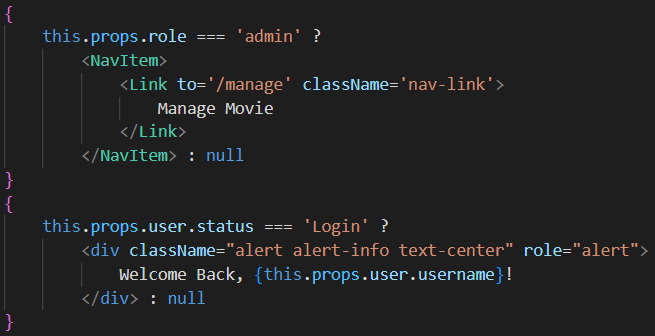 {
    this.props.role === 'admin' ?
        <NavItem>
            <Link to='/manage' className='nav-link'>
                Manage Movie
            </Link>
        </NavItem> : null
}
{
    this.props.user.status === 'Login' ?
        <div className="alert alert-info text-center" role="alert">
            Welcome Back, {this.props.user.username}!
        </div> : null
}